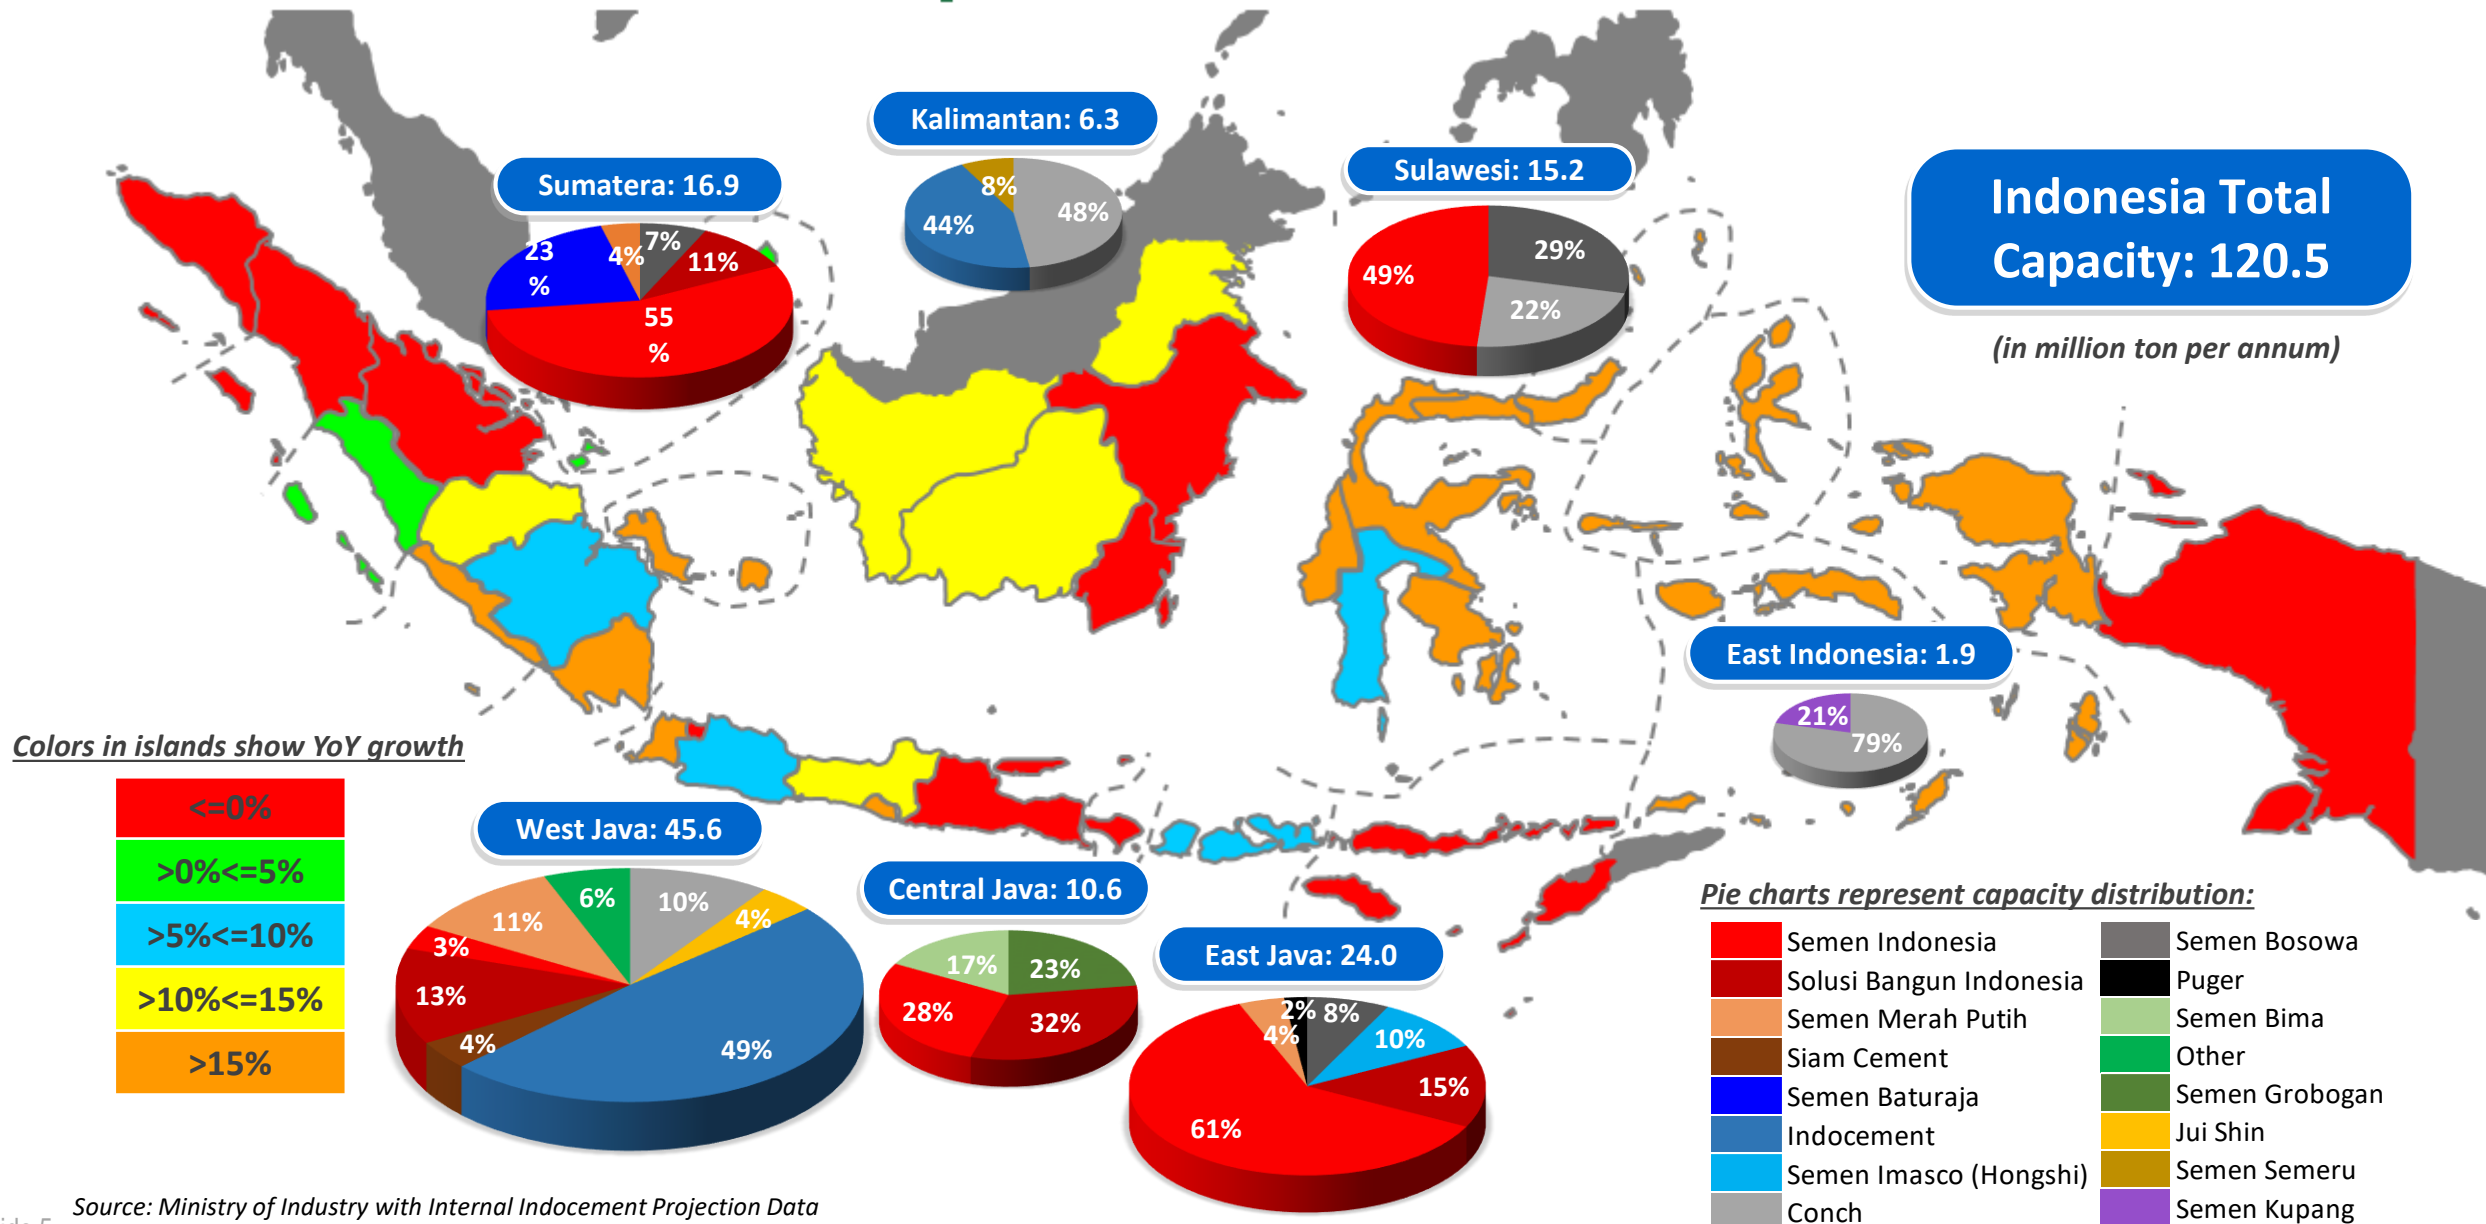 Kalimantan: 6.3
8%
44%
48%
Sumatera: 16.9
23
%
4%
7%
11%
55
%
Sulawesi: 15.2
49%
29%
22%
Indonesia Total
Capacity: 120.5
(in million ton per annum)
East Indonesia: 1.9
21%
79%
Colors in islands show YoY growth
<=0%
>0%<=5%
>5%<=10%
>10%<=15%
>15%
West Java: 45.6
6%
10%
4%
11%
3%
13%
4%
49%
Central Java: 10.6
17%
23%
28%
32%
East Java: 24.0
2%
8%
4%
10%
15%
61%
Pie charts represent capacity distribution:
Semen Indonesia
Solusi Bangun Indonesia
Semen Merah Putih
Siam Cement
Semen Baturaja
Indocement
Semen Imasco (Hongshi)
Conch
Semen Bosowa
Puger
Semen Bima
Other
Semen Grobogan
Jui Shin
Semen Semeru
Semen Kupang
Source: Ministry of Industry with Internal Indocement Projection Data